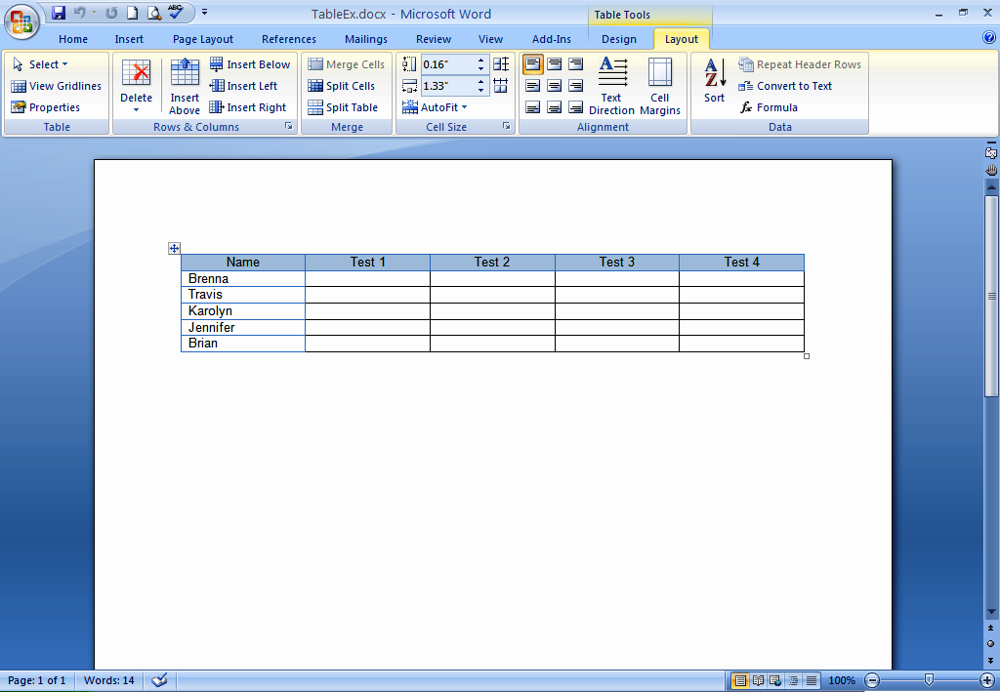 ABC
TableEx.docx - Microsoft Word
Table Tools
Home Insert Page Layout References Mailings Review View Add-Ins Design Layout
Select
View Gridlines
Properties
Table
Delete
Insert Above
Insert Below
Insert Left
Insert Right
Rows & Columns
Merge Cells
Split Cells
Split Table
Merge
0.16"
1.33"
AutoFit
Cell Size
Text Direction
Cell Margins
Alignment
Sort
Repeat Header Rows
Convert to Text
Formula
Data
Name Test 1 Test 2 Test 3 Test 4
Brenna
Travis
Karolyn
Jennifer
Brian
Page: 1 of 1 Words: 14 100%